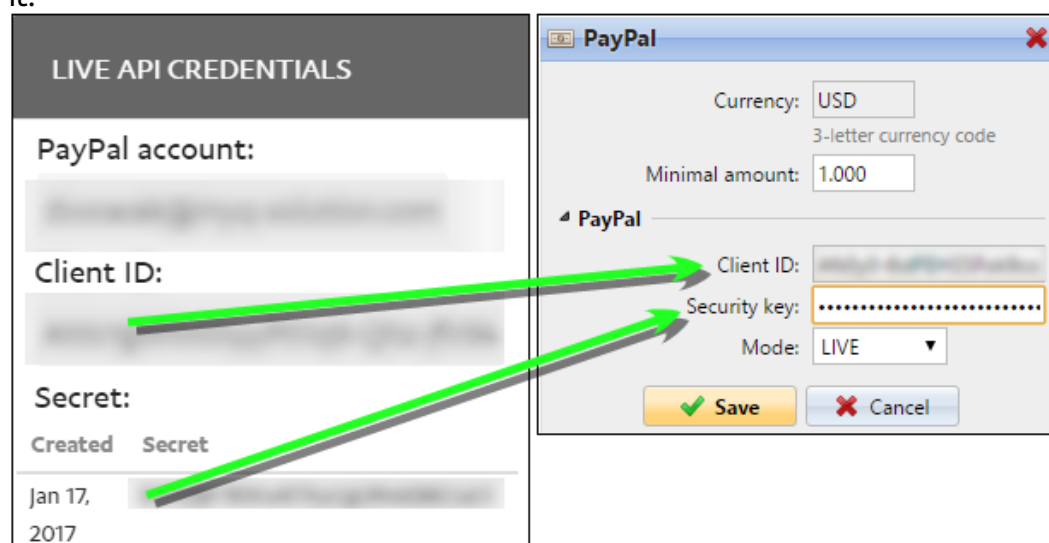 LIVE API CREDENTIALS
PayPal account:
Client ID:
Secret:
Created Secret
Jan 17,
2017
PayPal
Currency: USD
3-letter currency code
Minimal amount: 1.000
PayPal
Client ID:
Security key: ••••••••••••••••••••••••••••
Mode: LIVE
Save Cancel